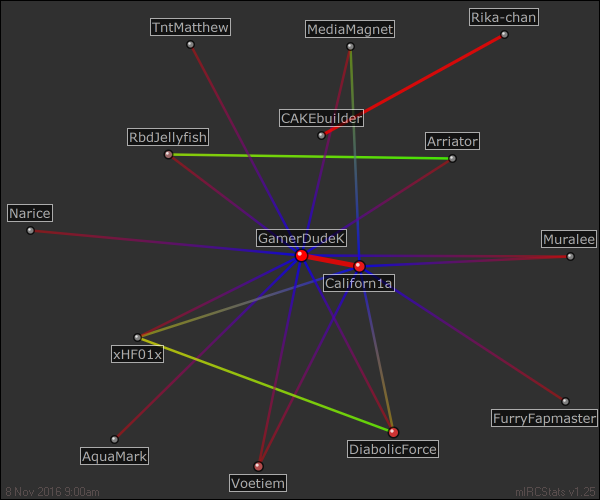 Rika-chan
TntMatthew
MediaMagnet
CAKEbuilder
RbdJellyfish
Arriator
Narice
GamerDudeK
Muralee
Californ1a
xHF01x
FurryFapmaster
DiabolicForce
AquaMark
Voetiem
8 Nov 2016 9:00am
mIRCStats v1.25